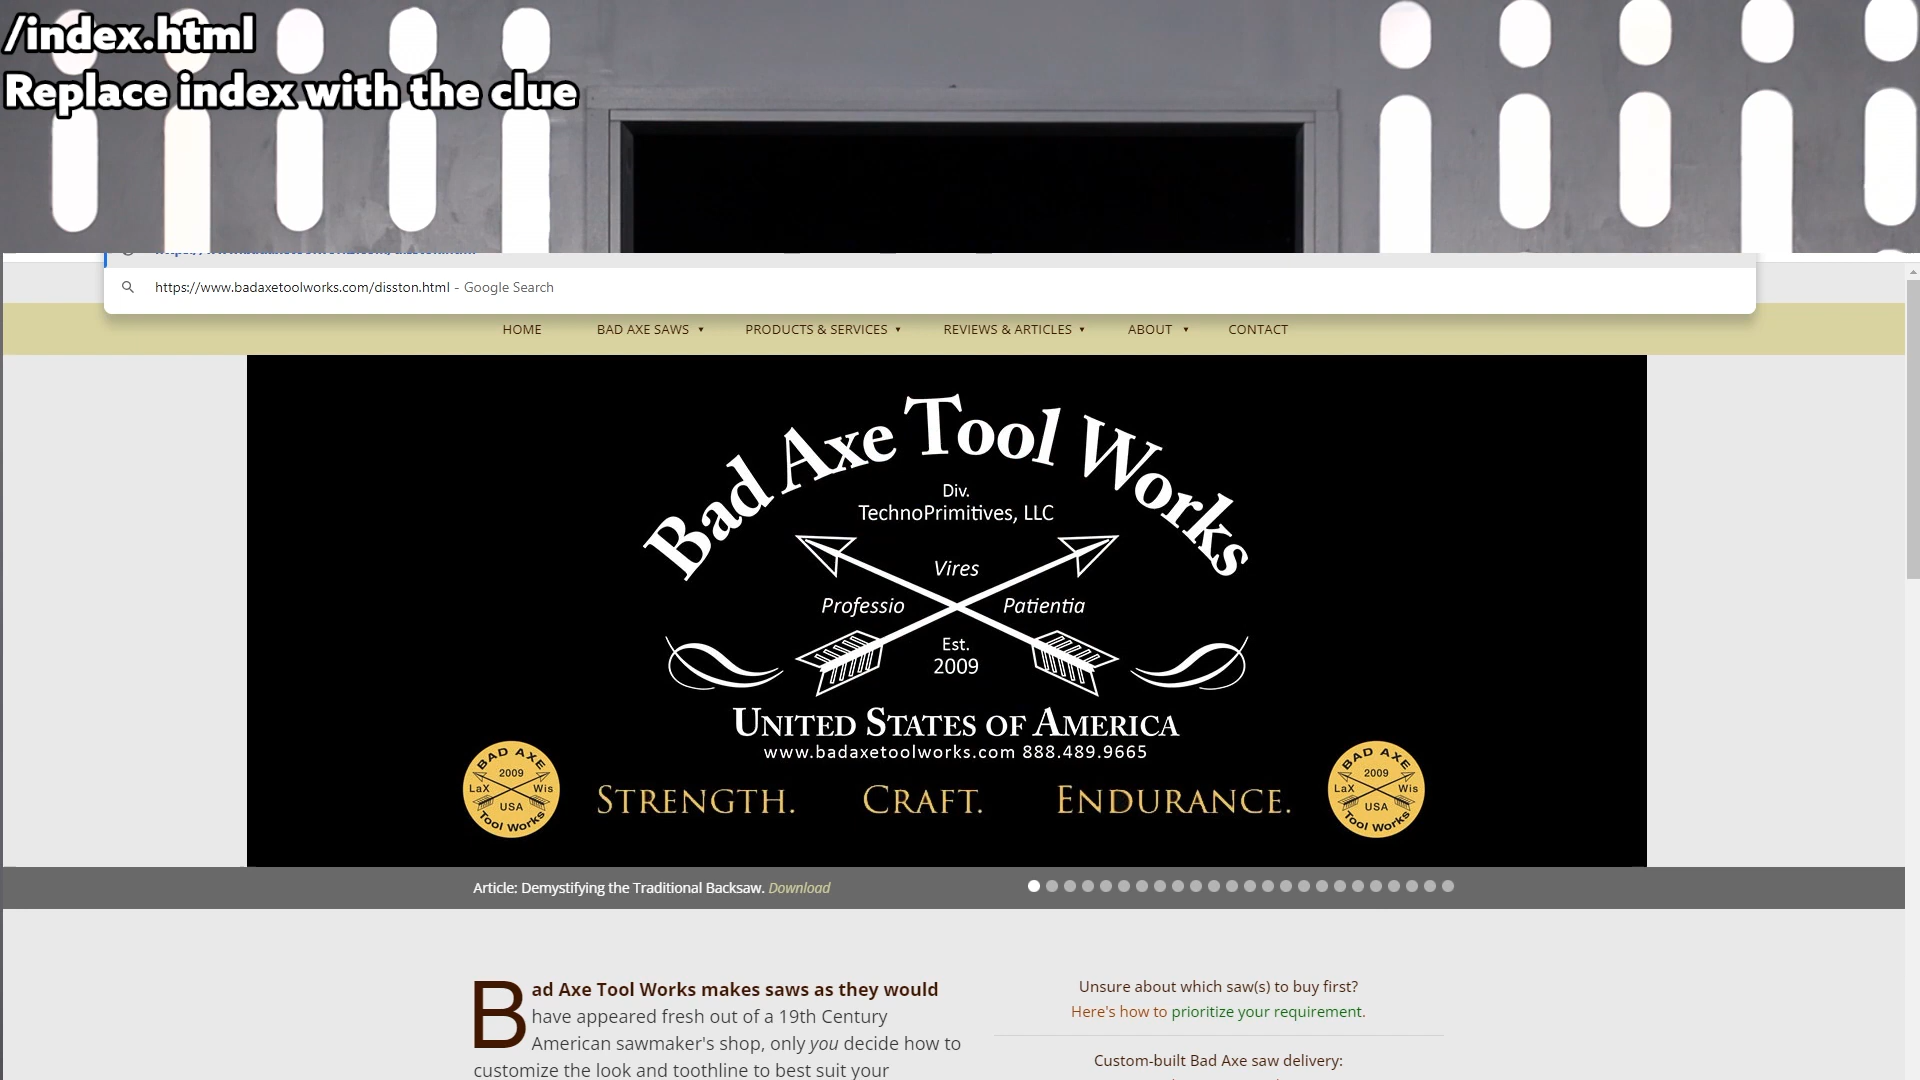 /index.html
Replace index with the clue
https://www.badaxetoolworks.com/disston.html - Google Search
HOME BAD AXE SAWS PRODUCTS & SERVICES REVIEWS & ARTICLES ABOUT CONTACT
Bad Axe Tool Works
Div.
TechnoPrimitives, LLC
Vires
Professio Patientia
Est.
2009
UNITED STATES OF AMERICA
www.badaxetoolworks.com 888.489.9665
BAD AXE
2009
LaX Wis
USA
Tool Works
STRENGTH. CRAFT. ENDURANCE.
BAD AXE
2009
LaX Wis
USA
Tool Works
Article: Demystifying the Traditional Backsaw. Download
Bad Axe Tool Works makes saws as they would
have appeared fresh out of a 19th Century
American sawmaker's shop, only you decide how to
customize the look and toothline to best suit your
Unsure about which saw(s) to buy first?
Here's how to prioritize your requirement.
Custom-built Bad Axe saw delivery: